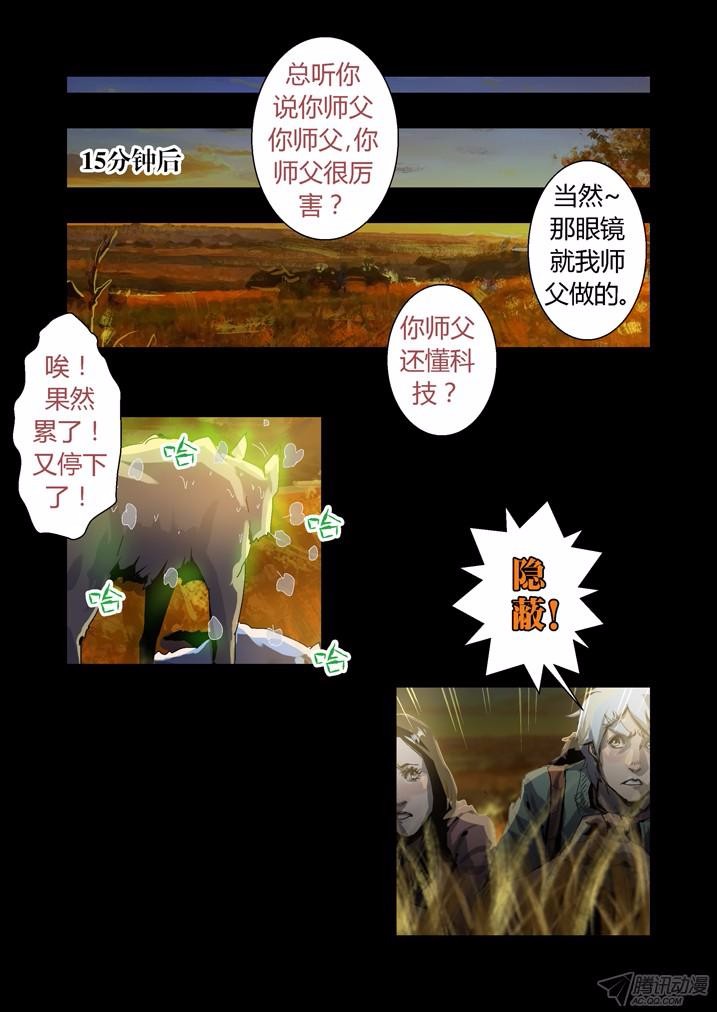 总听你
说你师父
你师父,你
师父很厉
害？
15分钟后
当然~
那眼镜
就我师
父做的。
你师父
还懂科
技？
唉！
果然
累了！
又停下
了！
哈
哈
哈
哈
隐
蔽！
腾讯动漫